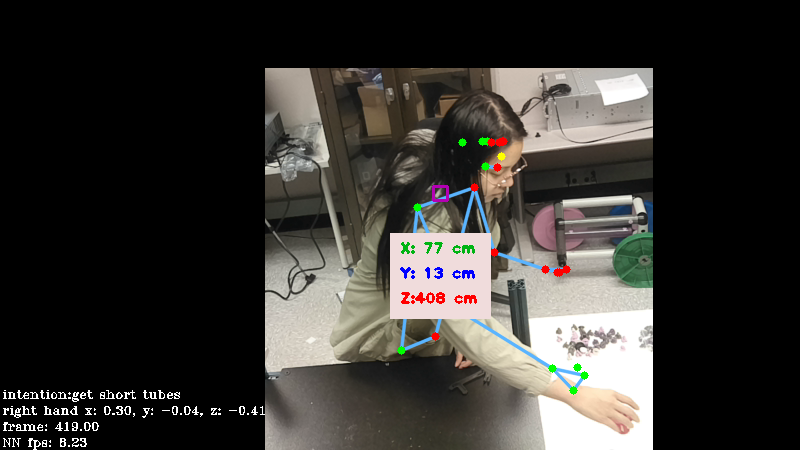 X: 77 cm
Y: 13 cm
Z:408 cm
intention:get short tubes
right hand x: 0.30, y: -0.04, z: -0.41
frame: 419.00
NN fps: 8.23